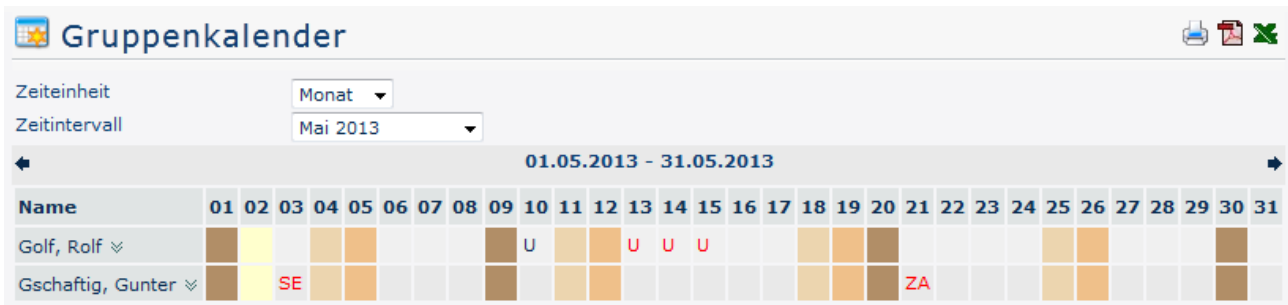 Gruppenkalender
Zeiteinheit Monat
Zeitintervall Mai 2013
01.05.2013 - 31.05.2013
Name 01 02 03 04 05 06 07 08 09 10 11 12 13 14 15 16 17 18 19 20 21 22 23 24 25 26 27 28 29 30 31
Golf, Rolf U U U U
Gschaftig, Gunter SE ZA